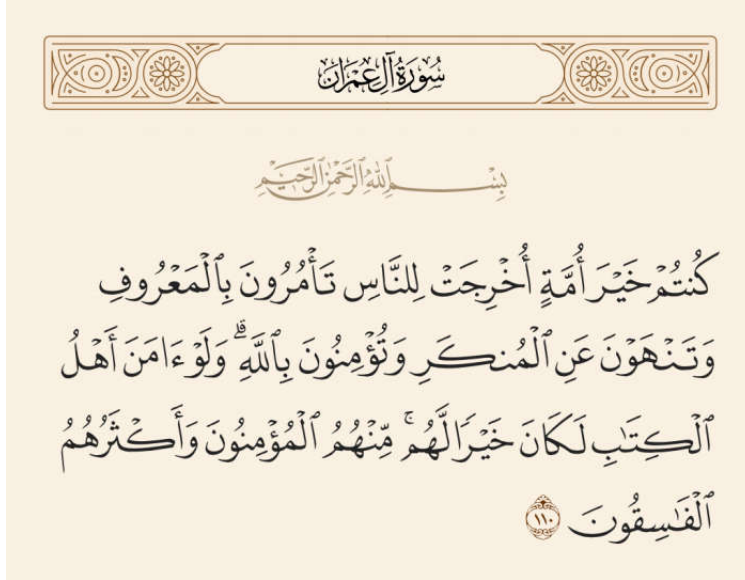 سُورَةُ آلِ عِمْرَانَ
بِسْمِ ٱللَّهِ ٱلرَّحْمَٰنِ ٱلرَّحِيمِ
كُنتُمْ خَيْرَ أُمَّةٍ أُخْرِجَتْ لِلنَّاسِ تَأْمُرُونَ بِٱلْمَعْرُوفِ
وَتَنْهَوْنَ عَنِ ٱلْمُنكَرِ وَتُؤْمِنُونَ بِٱللَّهِ ۗ وَلَوْ ءَامَنَ أَهْلُ
ٱلْكِتَٰبِ لَكَانَ خَيْرًا لَّهُم ۚ مِّنْهُمُ ٱلْمُؤْمِنُونَ وَأَكْثَرُهُمُ
ٱلْفَٰسِقُونَ ١١٠